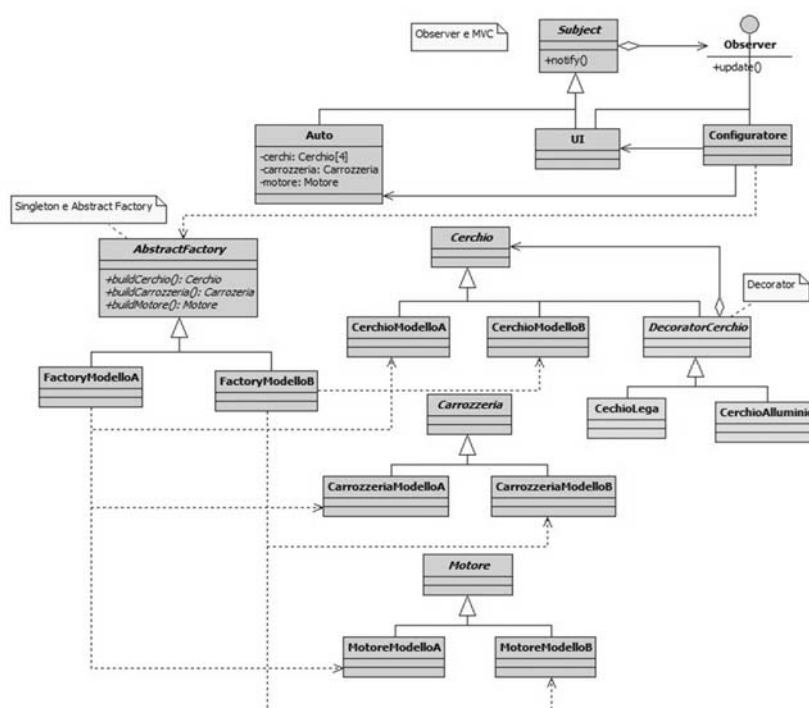 Observer e MVC
Subject
+notify()
Observer
+update()
Auto
-cerchi: Cerchio[4]
-carrozzeria: Carrozzeria
-motore: Motore
UI
Configuratore
Singleton e Abstract Factory
AbstractFactory
+buildCerchio(): Cerchio
+buildCarrozzeria(): Carrozeria
+buildMotore(): Motore
Cerchio
Decorator
CerchioModelloA
CerchioModelloB
DecoratorCerchio
FactoryModelloA
FactoryModelloB
CechioLega
CerchioAlluminio
Carrozzeria
CarrozzeriaModelloA
CarrozzeriaModelloB
Motore
MotoreModelloA
MotoreModelloB